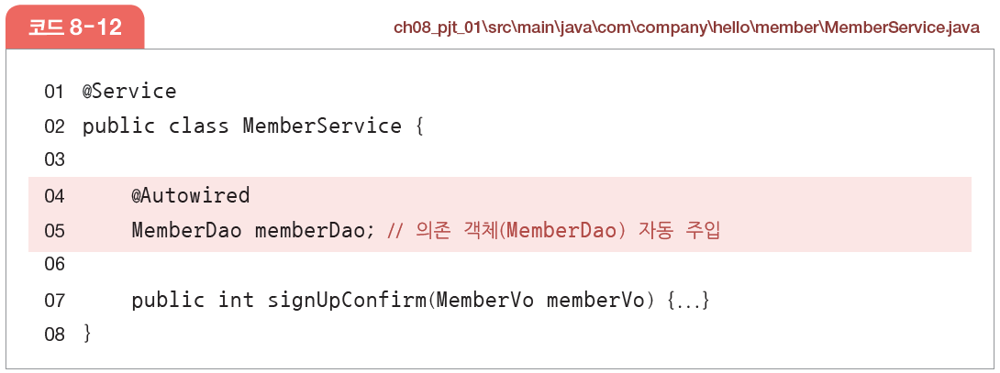 코드 8-12
ch08_pjt_01\src\main\java\com\company\hello\member\MemberService.java
01 @Service
02 public class MemberService {
03
04 @Autowired
05 MemberDao memberDao; // 의존 객체(MemberDao) 자동 주입
06
07 public int signUpConfirm(MemberVo memberVo) {...}
08 }